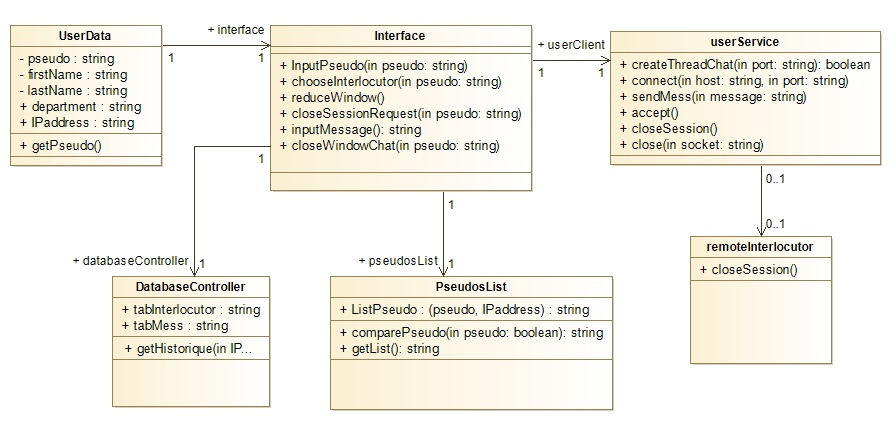 UserData
- pseudo : string
- firstName : string
- lastName : string
+ department : string
+ IPaddress : string
+ getPseudo()
+ interface
1
1
Interface
+ InputPseudo(in pseudo: string)
+ chooseInterlocutor(in pseudo: string)
+ reduceWindow()
+ closeSessionRequest(in pseudo: string)
+ inputMessage(): string
+ closeWindowChat(in pseudo: string)
+ userClient
1
1
userService
+ createThreadChat(in port: string): boolean
+ connect(in host: string, in port: string)
+ sendMess(in message: string)
+ accept()
+ closeSession()
+ close(in socket: string)
1
+ databaseController
1
1
+ pseudosList
1
0..1
0..1
DatabaseController
+ tabInterlocutor : string
+ tabMess : string
+ getHistorique(in IP...
PseudosList
+ ListPseudo : (pseudo, IPaddress) : string
+ comparePseudo(in pseudo: boolean): string
+ getList(): string
remoteInterlocutor
+ closeSession()